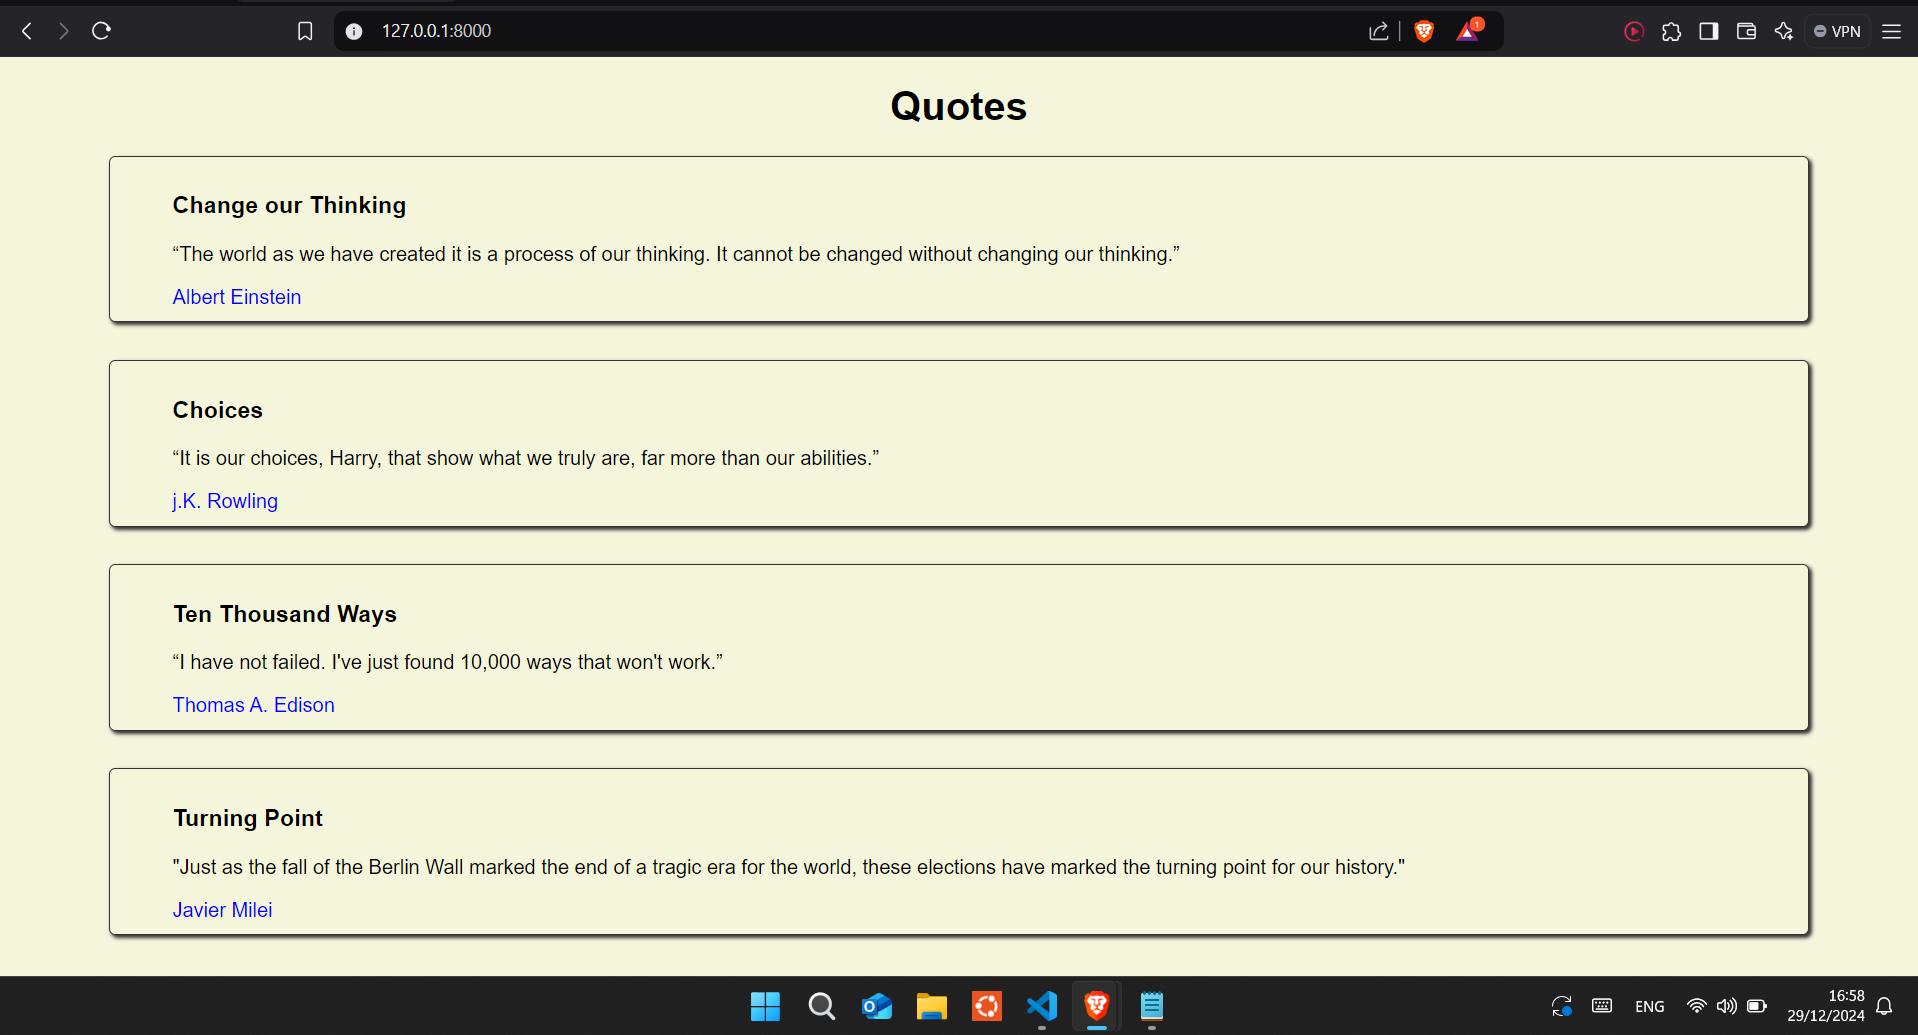 127.0.0.1:8000
1
VPN
Quotes
Change our Thinking
“The world as we have created it is a process of our thinking. It cannot be changed without changing our thinking.”
Albert Einstein
Choices
“It is our choices, Harry, that show what we truly are, far more than our abilities.”
j.K. Rowling
Ten Thousand Ways
“I have not failed. I've just found 10,000 ways that won't work.”
Thomas A. Edison
Turning Point
"Just as the fall of the Berlin Wall marked the end of a tragic era for the world, these elections have marked the turning point for our history."
Javier Milei
ENG
16:58
29/12/2024